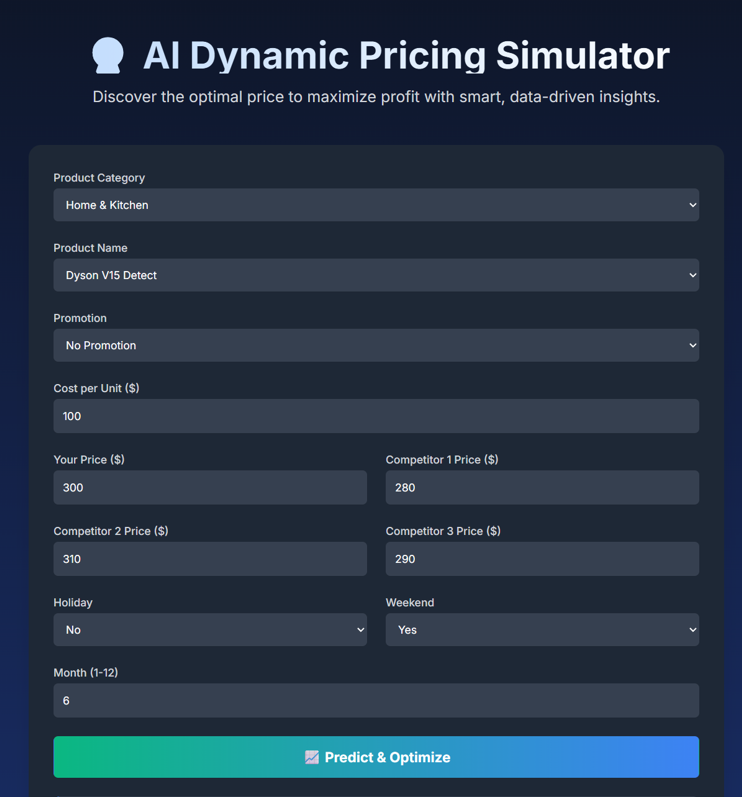 AI Dynamic Pricing Simulator
Discover the optimal price to maximize profit with smart, data-driven insights.
Product Category
Home & Kitchen
Product Name
Dyson V15 Detect
Promotion
No Promotion
Cost per Unit ($)
100
Your Price ($) Competitor 1 Price ($)
300 280
Competitor 2 Price ($) Competitor 3 Price ($)
310 290
Holiday Weekend
No Yes
Month (1-12)
6
Predict & Optimize